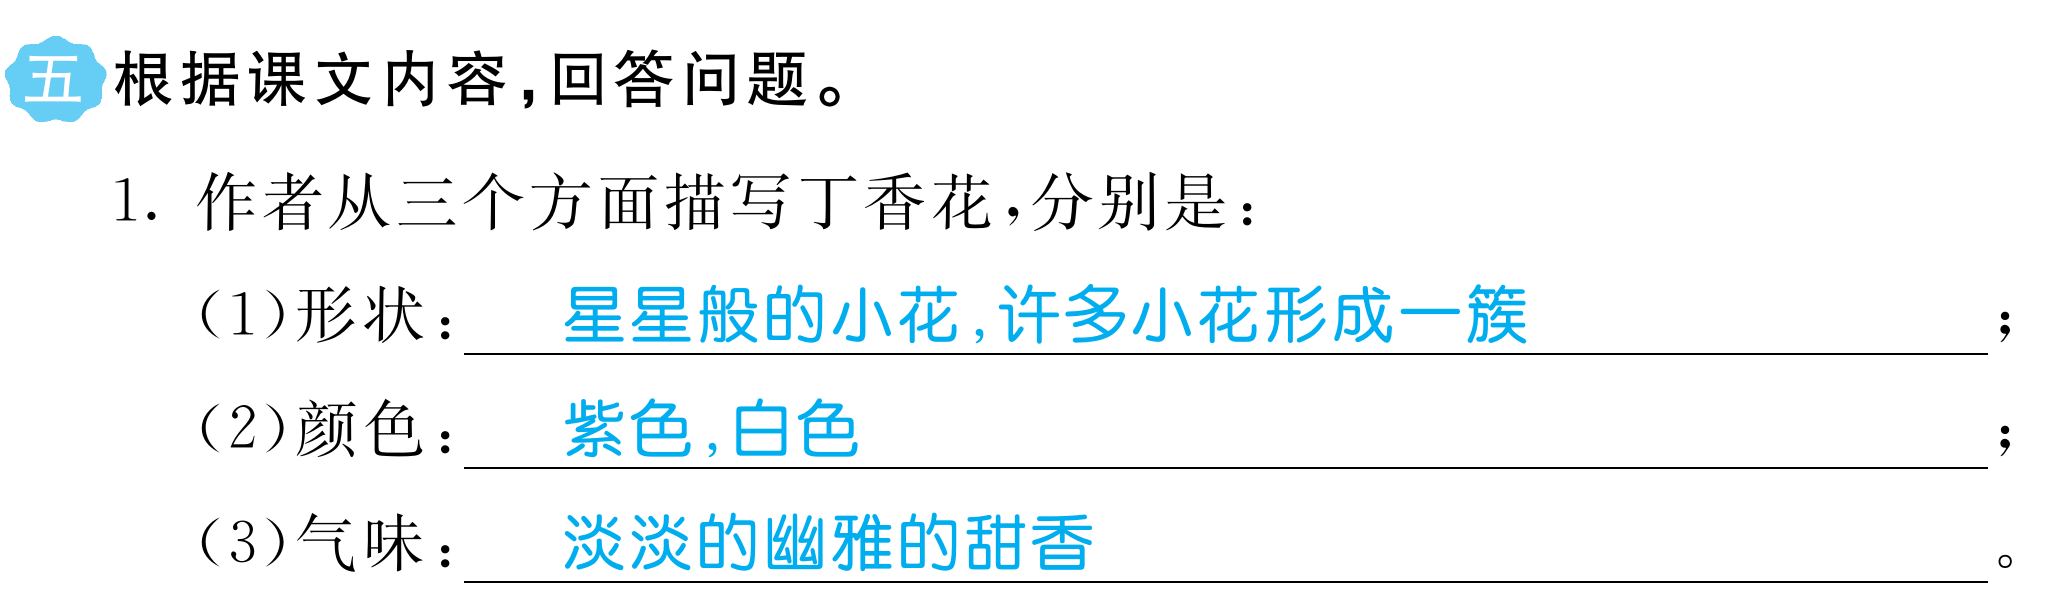 五 根据课文内容,回答问题。
1. 作者从三个方面描写丁香花,分别是:
(1)形状: 星星般的小花,许多小花形成一簇 ;
(2)颜色: 紫色,白色 ;
(3)气味: 淡淡的幽雅的甜香 。